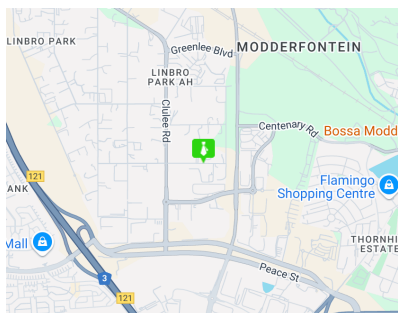 LINBRO PARK
Greenlee Blvd
MODDERFONTEIN
LINBRO
PARK AH
Clulee Rd
Centenary Rd
Bossa Modd
121
ANK
Flamingo
Shopping Centre
Mall
THORNHI
ESTATE
Peace St
3
121